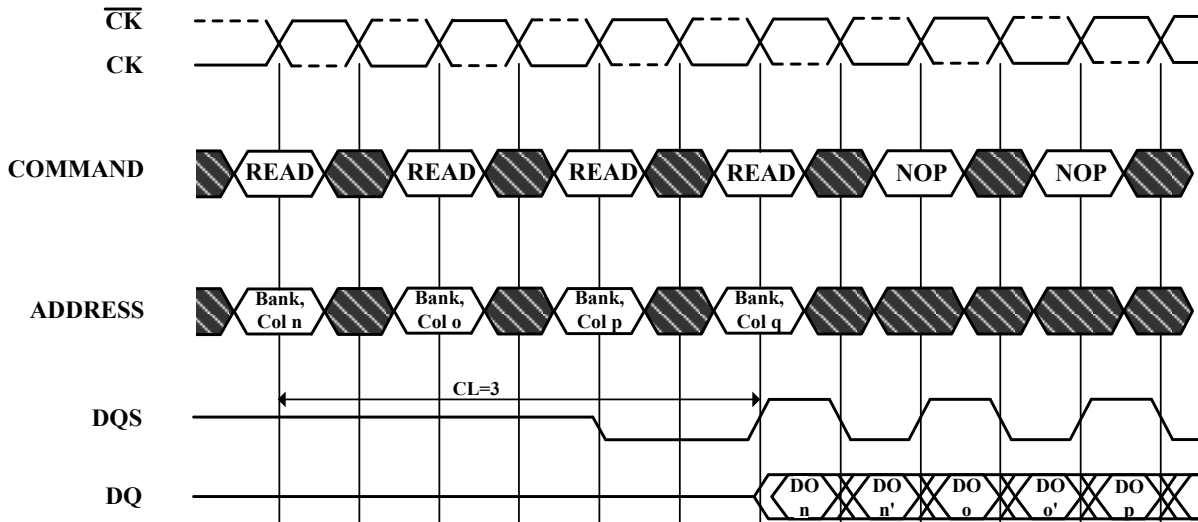 CK
CK
COMMAND
READ READ READ READ NOP NOP
ADDRESS
Bank, Bank, Bank, Bank,
Col n Col o Col p Col q
CL=3
DQS
DQ
DO DO DO DO DO
n n' o o' p